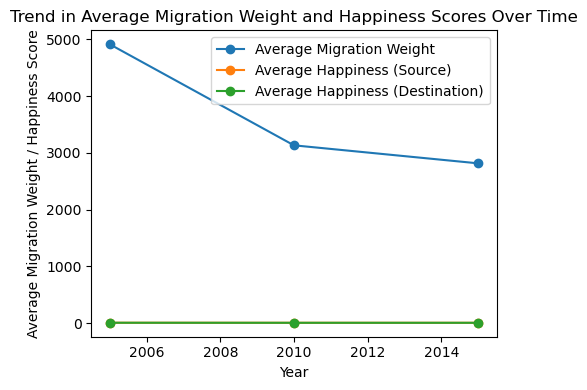 Trend in Average Migration Weight and Happiness Scores Over Time
Average Migration Weight / Happiness Score
5000
4000
3000
2000
1000
0
Average Migration Weight
Average Happiness (Source)
Average Happiness (Destination)
2006
2008
2010
2012
2014
Year